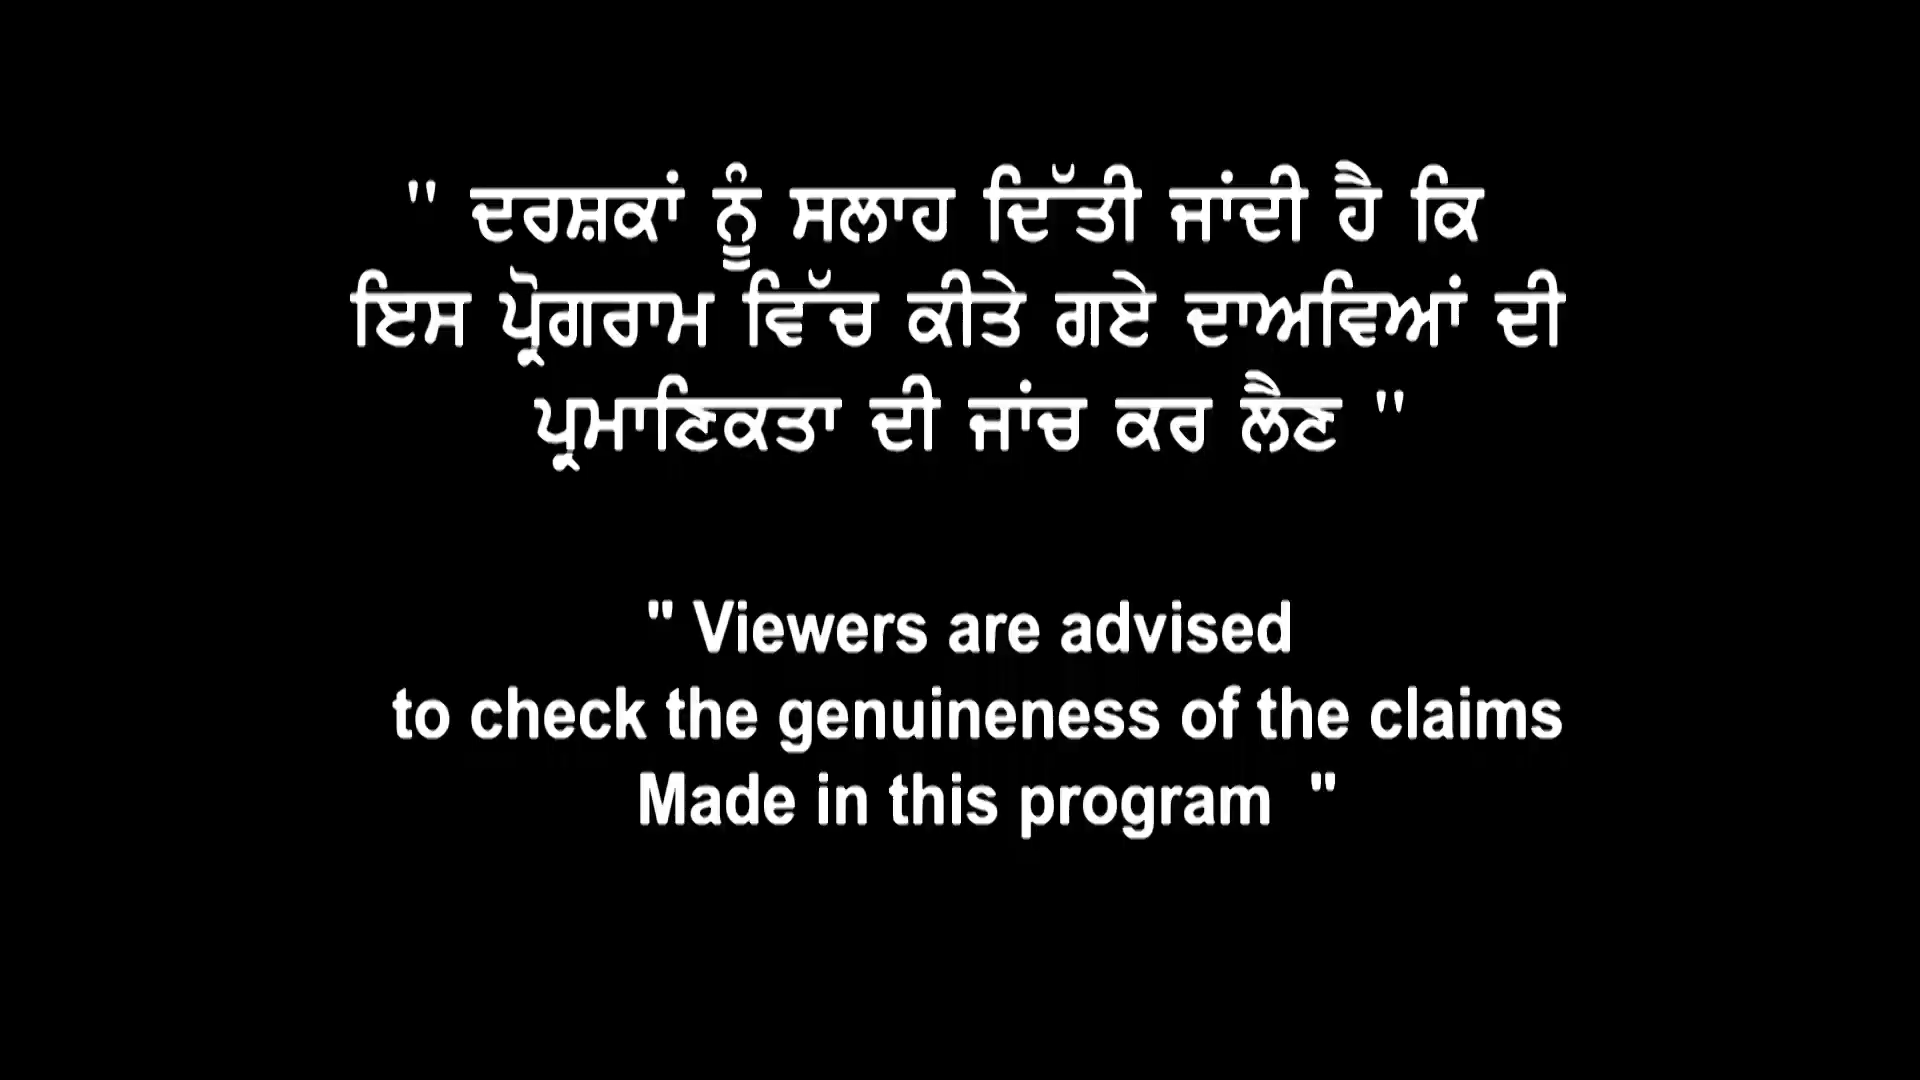 " ਦਰਸ਼ਕਾਂ ਨੂੰ ਸਲਾਹ ਦਿੱਤੀ ਜਾਂਦੀ ਹੈ ਕਿ
ਇਸ ਪ੍ਰੋਗਰਾਮ ਵਿੱਚ ਕੀਤੇ ਗਏ ਦਾਅਵਿਆਂ ਦੀ
ਪ੍ਰਮਾਣਿਕਤਾ ਦੀ ਜਾਂਚ ਕਰ ਲੈਣ "
" Viewers are advised
to check the genuineness of the claims
Made in this program "